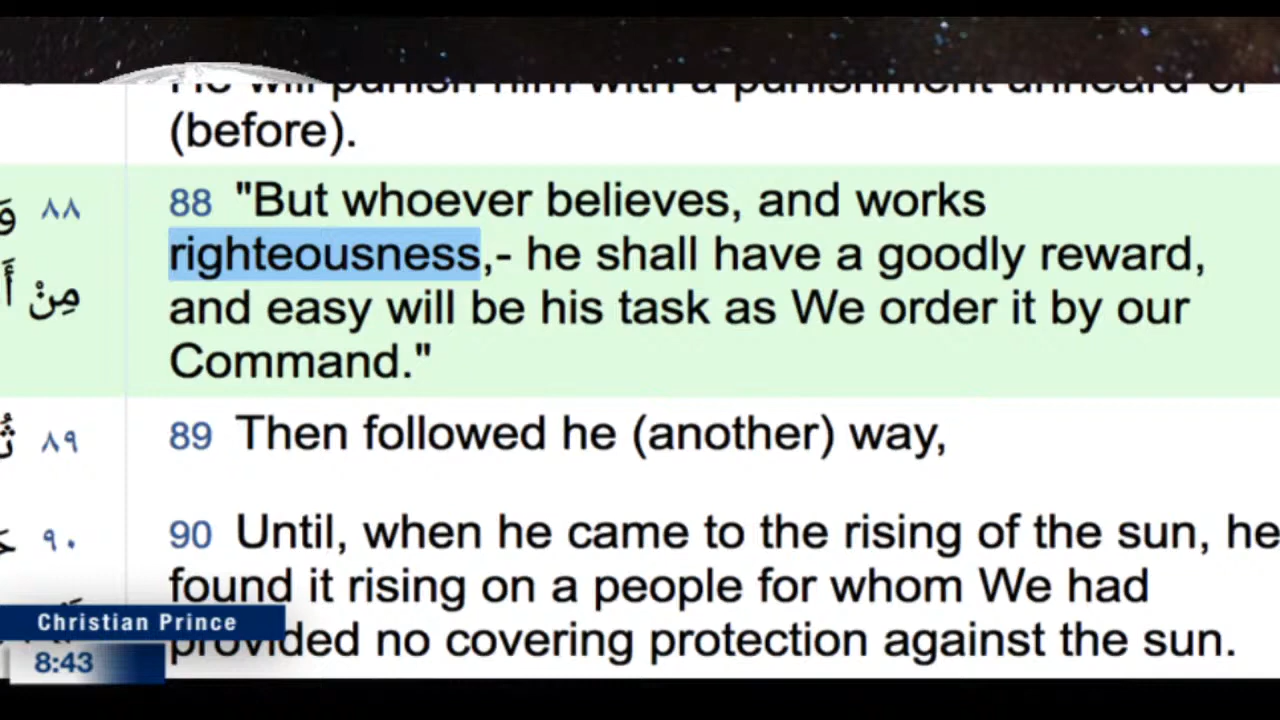 (before).
٨٨
88 "But whoever believes, and works
righteousness,- he shall have a goodly reward,
مِنْ
and easy will be his task as We order it by our
Command."
٨٩
89 Then followed he (another) way,
٩٠
90 Until, when he came to the rising of the sun, he
found it rising on a people for whom We had
provided no covering protection against the sun.
Christian Prince
8:43